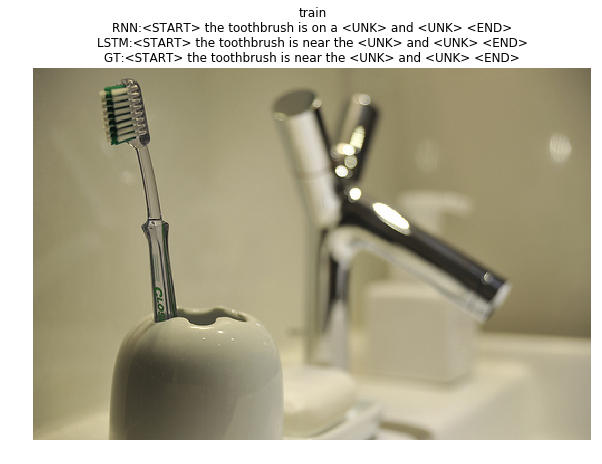 train
RNN:<START> the toothbrush is on a <UNK> and <UNK> <END>
LSTM:<START> the toothbrush is near the <UNK> and <UNK> <END>
GT:<START> the toothbrush is near the <UNK> and <UNK> <END>